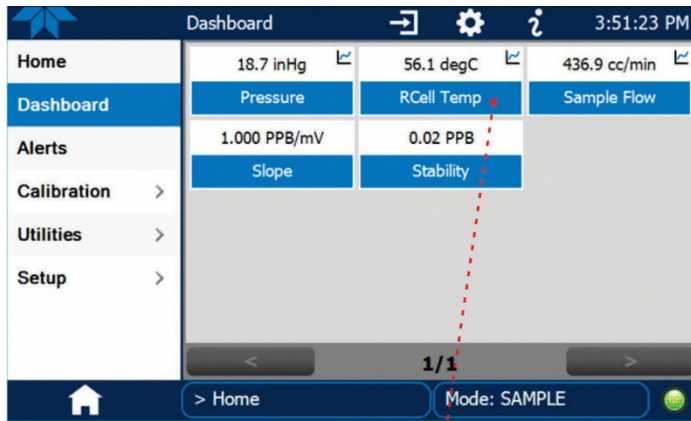 Dashboard 3:51:23 PM
Home
Dashboard
Alerts
Calibration >
Utilities >
Setup >
18.7 inHg 56.1 degC 436.9 cc/min
Pressure RCell Temp Sample Flow
1.000 PPB/mV 0.02 PPB
Slope Stability
< 1/1 >
> Home Mode: SAMPLE